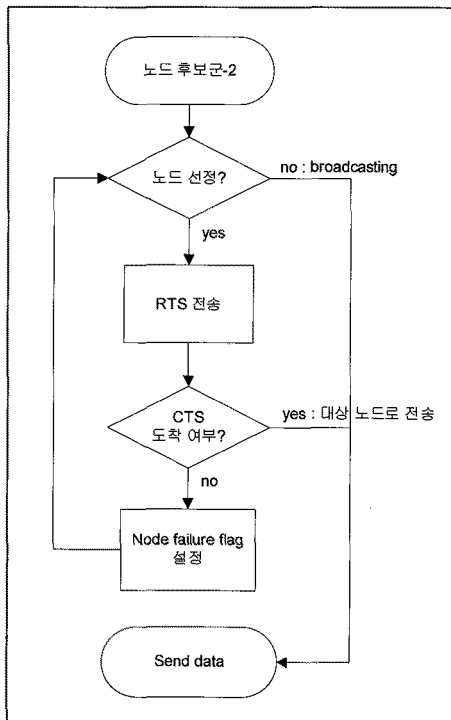 노드 후보군-2
노드 선정?
no : broadcasting
yes
RTS 전송
CTS
도착 여부?
yes : 대상 노드로 전송
no
Node failure flag
설정
Send data